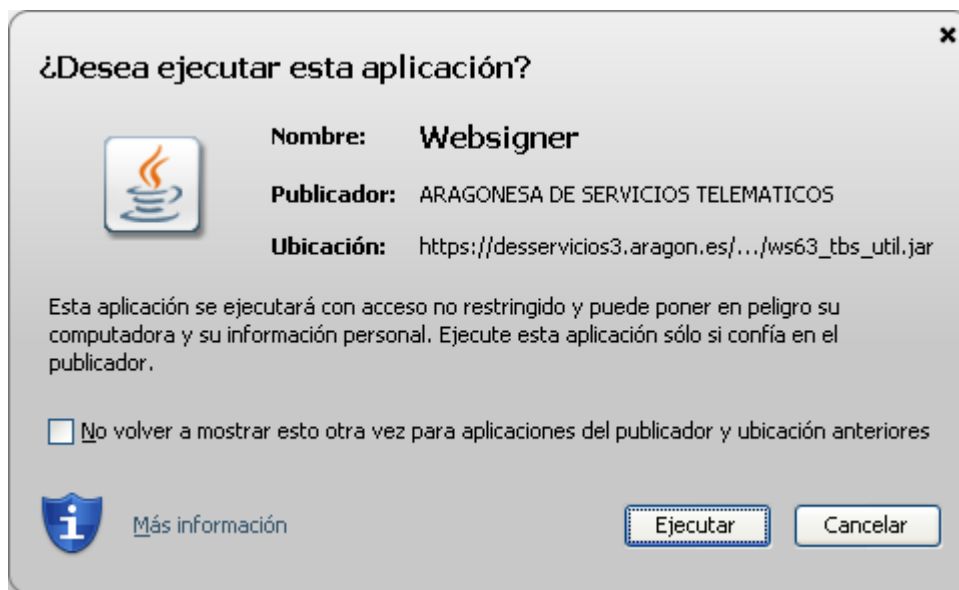 ¿Desea ejecutar esta aplicación?
Nombre: Websigner
Publicador: ARAGONESA DE SERVICIOS TELEMATICOS
Ubicación: https://desservicios3.aragon.es/.../ws63_tbs_util.jar
Esta aplicación se ejecutará con acceso no restringido y puede poner en peligro su
computadora y su información personal. Ejecute esta aplicación sólo si confía en el
publicador.
No volver a mostrar esto otra vez para aplicaciones del publicador y ubicación anteriores
Más información
Ejecutar
Cancelar